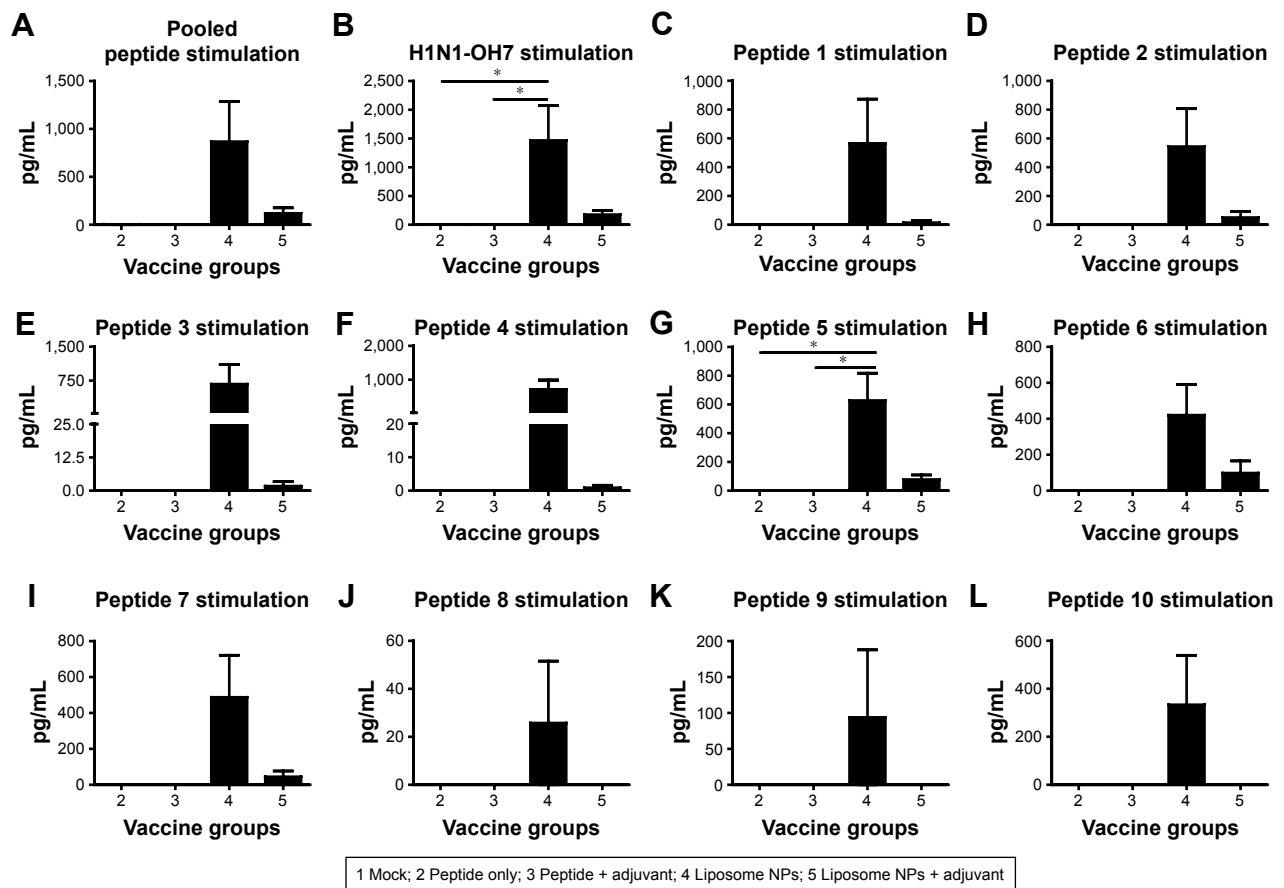 A
Pooled
peptide stimulation
pg/mL
1,500
1,000
500
0
2 3 4 5
Vaccine groups
B
H1N1-OH7 stimulation
pg/mL
2,500
2,000
1,500
1,000
500
0
* 
*
2 3 4 5
Vaccine groups
C
Peptide 1 stimulation
pg/mL
1,000
800
600
400
200
0
2 3 4 5
Vaccine groups
D
Peptide 2 stimulation
pg/mL
1,000
800
600
400
200
0
2 3 4 5
Vaccine groups
E
Peptide 3 stimulation
pg/mL
1,500
750
25.0
12.5
0.0
2 3 4 5
Vaccine groups
F
Peptide 4 stimulation
pg/mL
2,000
1,000
20
10
0
2 3 4 5
Vaccine groups
G
Peptide 5 stimulation
pg/mL
1,000
800
600
400
200
0
*
*
2 3 4 5
Vaccine groups
H
Peptide 6 stimulation
pg/mL
800
600
400
200
0
2 3 4 5
Vaccine groups
I
Peptide 7 stimulation
pg/mL
800
600
400
200
0
2 3 4 5
Vaccine groups
J
Peptide 8 stimulation
pg/mL
60
40
20
0
2 3 4 5
Vaccine groups
K
Peptide 9 stimulation
pg/mL
200
150
100
50
0
2 3 4 5
Vaccine groups
L
Peptide 10 stimulation
pg/mL
600
400
200
0
2 3 4 5
Vaccine groups
1 Mock; 2 Peptide only; 3 Peptide + adjuvant; 4 Liposome NPs; 5 Liposome NPs + adjuvant